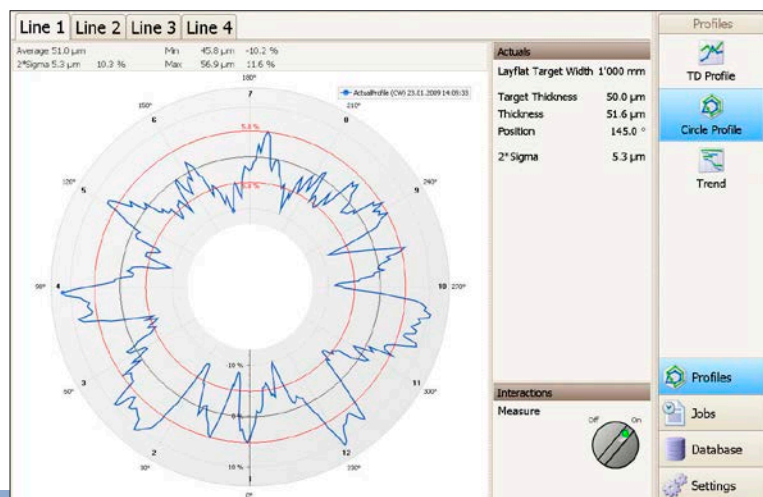 Line 1 Line 2 Line 3 Line 4
Average 51.0 µm Min 45.8 µm -10.2 %
2*Sigma 5.3 µm 10.3 % Max 56.9 µm 11.6 %
ActualProfile (CW) 23.01.2009 14:09:33
180°
150° 210°
7
6 8
5.0 %
120° 240°
5 9
90° 4 10 270°
-10 %
60° 300°
3 11
0 %
30° 2 12
10 %
1
0°
Actuals
Layflat Target Width 1'000 mm
Target Thickness 50.0 µm
Thickness 51.6 µm
Position 145.0 °
2*Sigma 5.3 µm
Interactions
Measure
Off On
Profiles
TD Profile
Circle Profile
Trend
Profiles
Jobs
Database
Settings